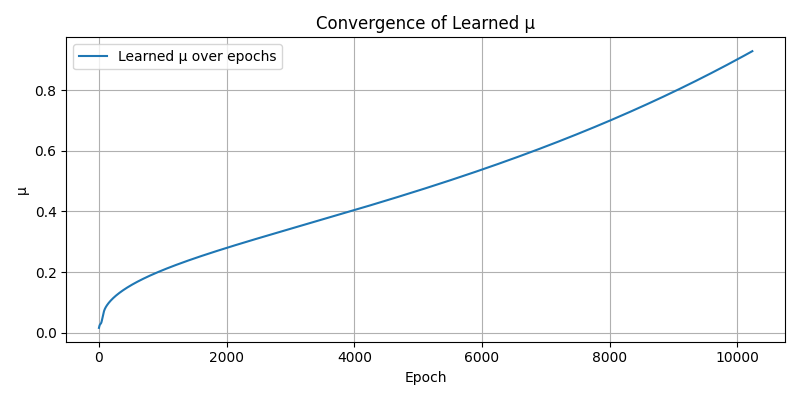 Convergence of Learned μ
Learned μ over epochs
μ
0.8
0.6
0.4
0.2
0.0
0 2000 4000 6000 8000 10000
Epoch